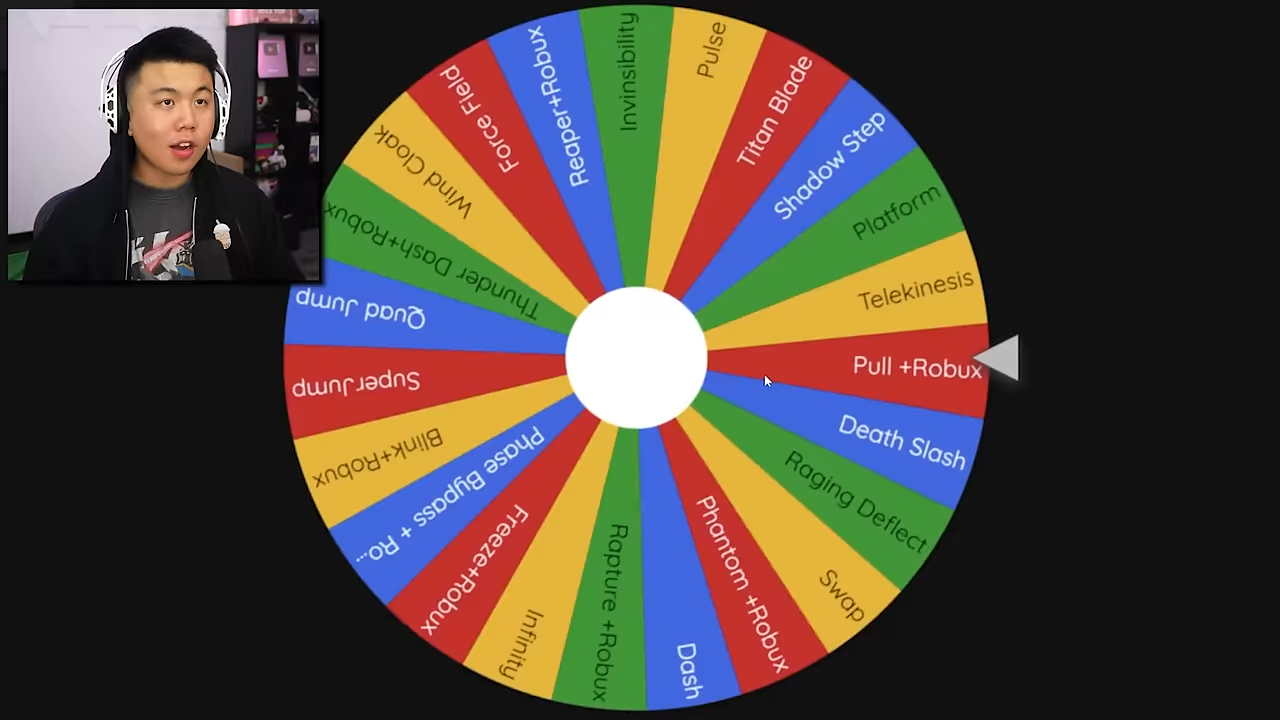 Invinsibility
Pulse
Titan Blade
Shadow Step
Platform
Telekinesis
Pull +Robux
Death Slash
Raging Deflect
Swap
Phantom +Robux
Dash
Rapture +Robux
Infinity
Freeze+Robux
Phase Bypass + Ro...
Blink+Robux
Super Jump
Quad Jump
Thunder Dash+Robux
Wind Cloak
Force Field
Reaper+Robux